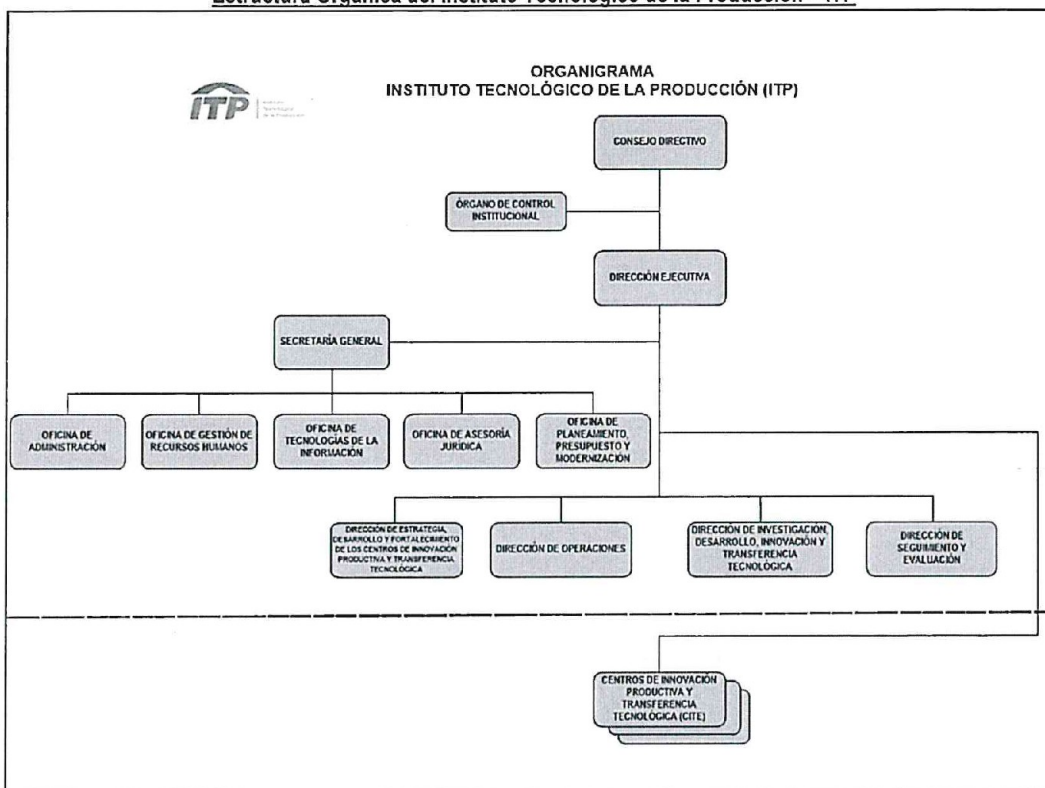 Estructura Orgánica del Instituto Tecnológico de la Producción - ITP
ORGANIGRAMA
INSTITUTO TECNOLÓGICO DE LA PRODUCCIÓN (ITP)
ITP
CONSEJO DIRECTIVO
ÓRGANO DE CONTROL
INSTITUCIONAL
DIRECCIÓN EJECUTIVA
SECRETARÍA GENERAL
OFICINA DE
ADMINISTRACIÓN
OFICINA DE GESTIÓN DE
RECURSOS HUMANOS
OFICINA DE
TECNOLOGÍAS DE LA
INFORMACIÓN
OFICINA DE ASESORÍA
JURÍDICA
OFICINA DE
PLANEAMIENTO,
PRESUPUESTO Y
MODERNIZACIÓN
DIRECCIÓN DE ESTRATEGIA,
DESARROLLO Y FORTALECIMIENTO
DE LOS CENTROS DE INNOVACIÓN
PRODUCTIVA Y TRANSFERENCIA
TECNOLÓGICA
DIRECCIÓN DE OPERACIONES
DIRECCIÓN DE INVESTIGACIÓN,
DESARROLLO, INNOVACIÓN Y
TRANSFERENCIA
TECNOLÓGICA
DIRECCIÓN DE
SEGUIMIENTO Y
EVALUACIÓN
CENTROS DE INNOVACIÓN
PRODUCTIVA Y
TRANSFERENCIA
TECNOLÓGICA (CITE)